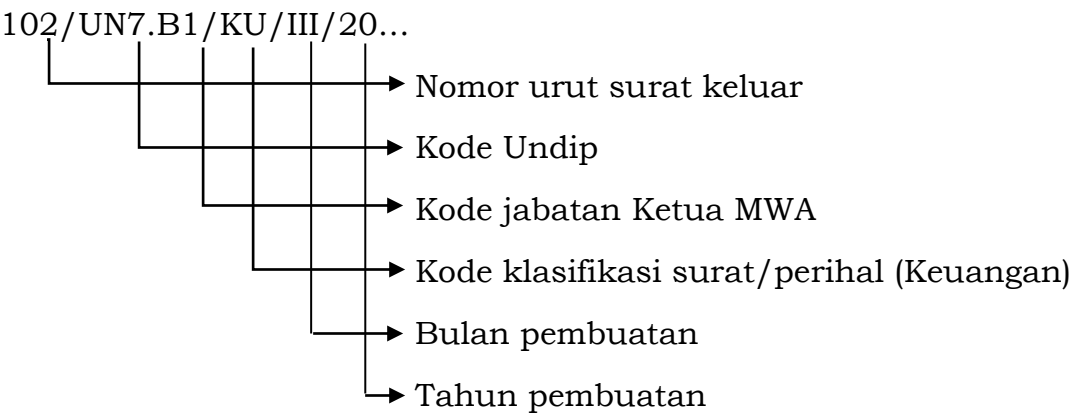 102/UN7.B1/KU/III/20...
Nomor urut surat keluar
Kode Undip
Kode jabatan Ketua MWA
Kode klasifikasi surat/perihal (Keuangan)
Bulan pembuatan
Tahun pembuatan